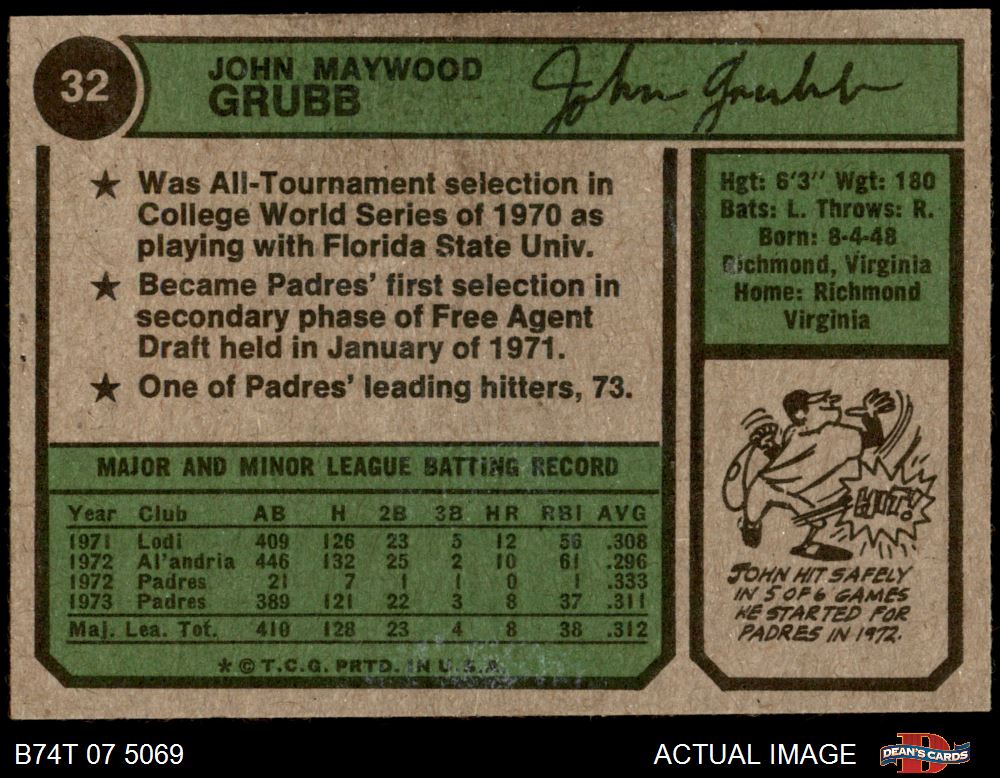 32
JOHN MAYWOOD
GRUBB
John Grubb
★ Was All-Tournament selection in
College World Series of 1970 as
playing with Florida State Univ.
★ Became Padres' first selection in
secondary phase of Free Agent
Draft held in January of 1971.
★ One of Padres' leading hitters, 73.
Hgt: 6'3" Wgt: 180
Bats: L. Throws: R.
Born: 8-4-48
Richmond, Virginia
Home: Richmond
Virginia
MAJOR AND MINOR LEAGUE BATTING RECORD
Year Club AB H 2B 3B HR RBI AVG
1971 Lodi 409 126 23 5 12 56 .308
1972 Al'andria 446 132 25 2 10 61 .296
1972 Padres 21 7 1 1 0 1 .333
1973 Padres 389 121 22 3 8 37 .311
Maj. Lea. Tot. 410 128 23 4 8 38 .312
* © T.C.G. PRTD. IN U.S.A.
HIT!
JOHN HIT SAFELY
IN 5 OF 6 GAMES
HE STARTED FOR
PADRES IN 1972.
B74T 07 5069
ACTUAL IMAGE
DEAN'S CARDS